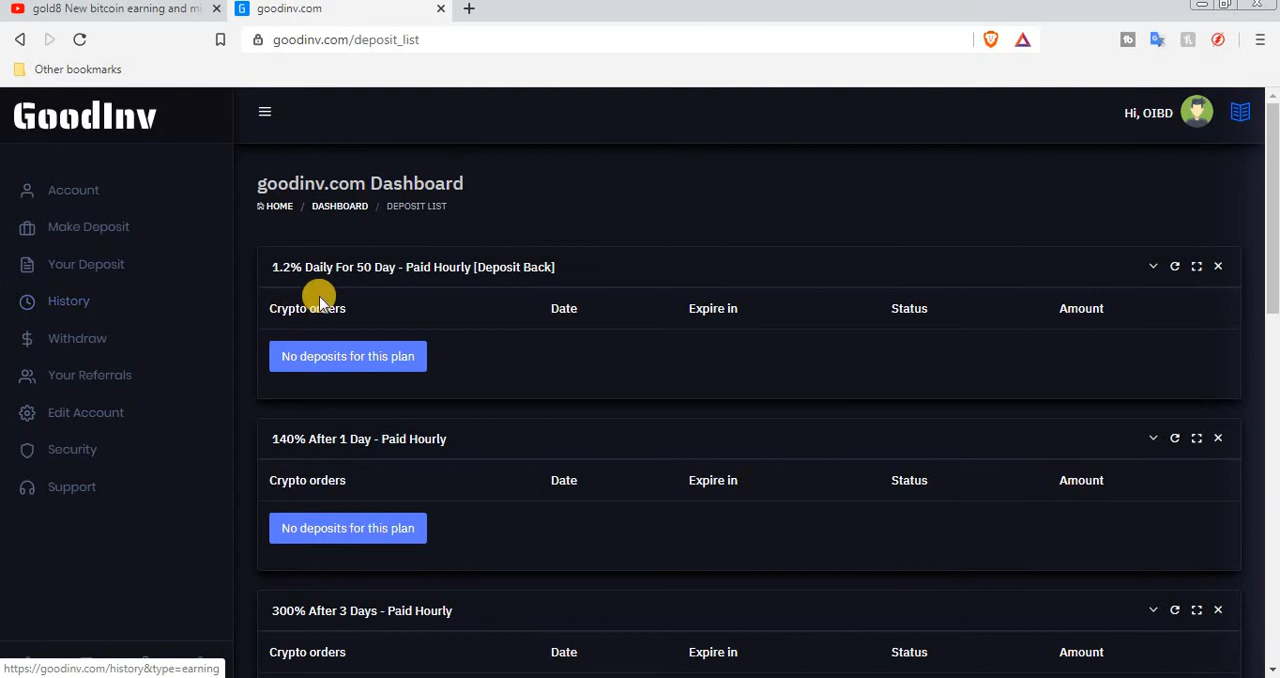 gold8 New bitcoin earning and mi
goodinv.com
goodinv.com/deposit_list
Other bookmarks
GoodInv
Hi, OIBD
Account
Make Deposit
Your Deposit
History
Withdraw
Your Referrals
Edit Account
Security
Support
goodinv.com Dashboard
HOME / DASHBOARD / DEPOSIT LIST
1.2% Daily For 50 Day - Paid Hourly [Deposit Back]
Crypto orders Date Expire in Status Amount
No deposits for this plan
140% After 1 Day - Paid Hourly
Crypto orders Date Expire in Status Amount
No deposits for this plan
300% After 3 Days - Paid Hourly
Crypto orders Date Expire in Status Amount
https://goodinv.com/history&type=earning